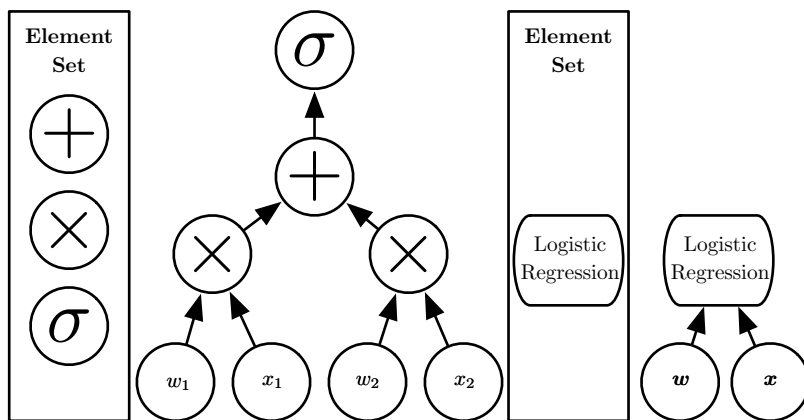 Element
Set
+
×
σ
σ
+
×
×
w₁
x₁
w₂
x₂
Element
Set
Logistic
Regression
Logistic
Regression
w
x